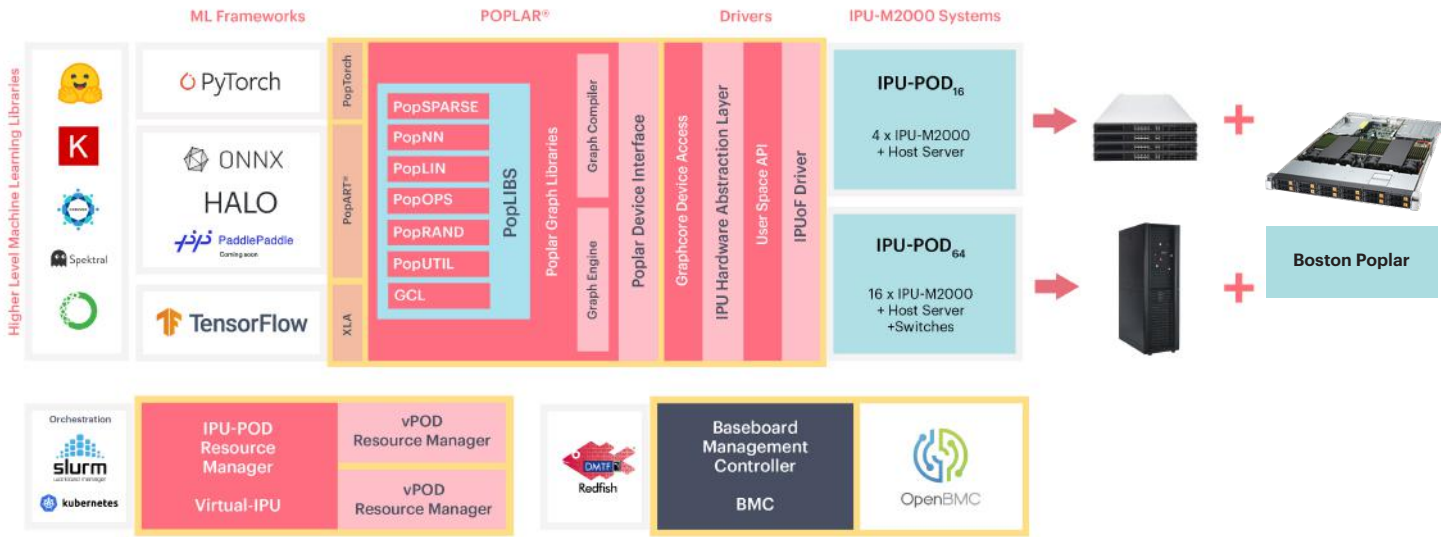 ML Frameworks
POPLAR®
Drivers
IPU-M2000 Systems
Higher Level Machine Learning Libraries
K
Spektral
PyTorch
ONNX
HALO
PaddlePaddle
Coming soon
TensorFlow
PopTorch
PopART®
XLA
PopSPARSE
PopNN
PopLIN
PopOPS
PopRAND
PopUTIL
GCL
PopLIBS
Poplar Graph Libraries
Graph Compiler
Graph Engine
Poplar Device Interface
Graphcore Device Access
IPU Hardware Abstraction Layer
User Space API
IPUoF Driver
IPU-POD16
4 x IPU-M2000
+ Host Server
IPU-POD64
16 x IPU-M2000
+ Host Server
+Switches
+
+
Boston Poplar
Orchestration
slurm
workload manager
kubernetes
IPU-POD
Resource
Manager
Virtual-IPU
vPOD
Resource Manager
vPOD
Resource Manager
DMTF
Redfish
Baseboard
Management
Controller
BMC
OpenBMC